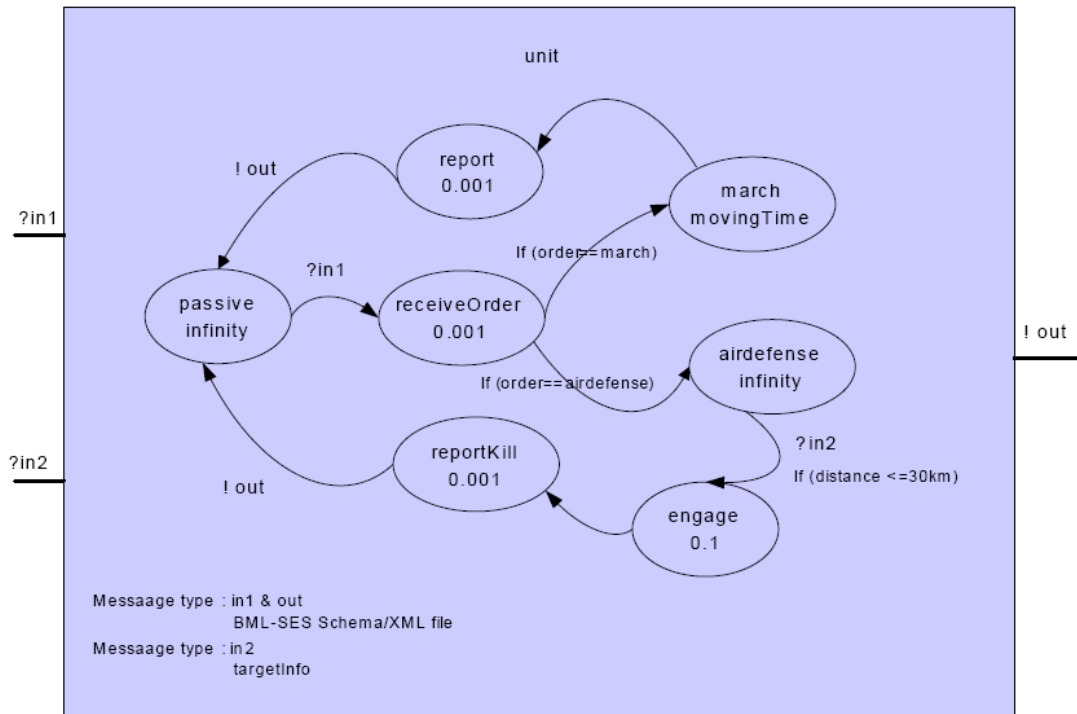 unit
report
0.001
! out
march
movingTime
?in1
If (order==march)
?in1
passive
infinity
receiveOrder
0.001
! out
airdefense
infinity
If (order==airdefense)
?in2
reportKill
0.001
?in2
If (distance <=30km)
! out
engage
0.1
Messaage type : in1 & out
BML-SES Schema/XML file
Messaage type : in2
targetInfo